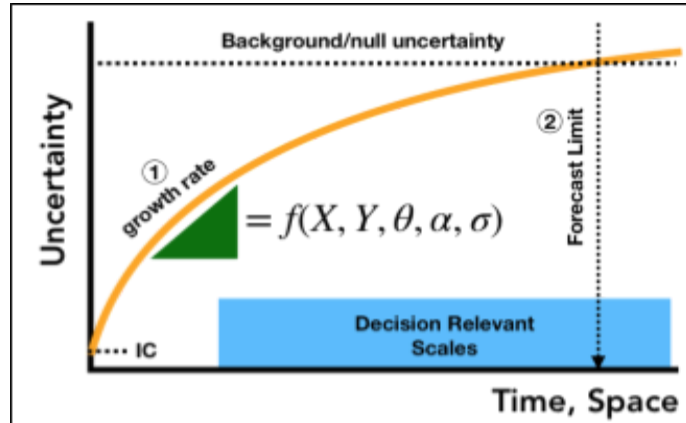 Background/null uncertainty
Uncertainty
①
growth rate
= f(X, Y, θ, α, σ)
②
Forecast Limit
IC
Decision Relevant
Scales
Time, Space